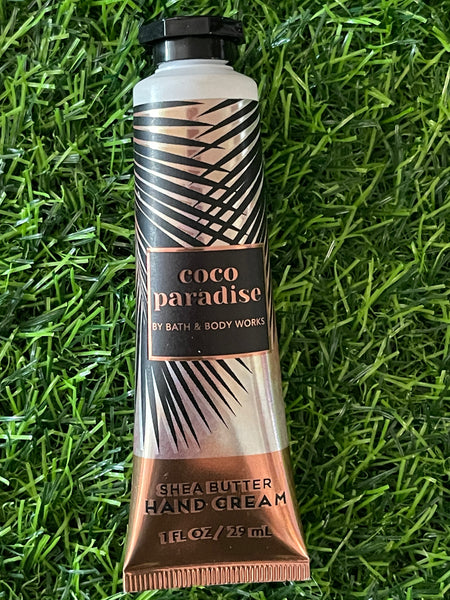 coco
paradise
BY BATH & BODY WORKS
SHEA BUTTER
HAND CREAM
1 FL OZ / 29 mL